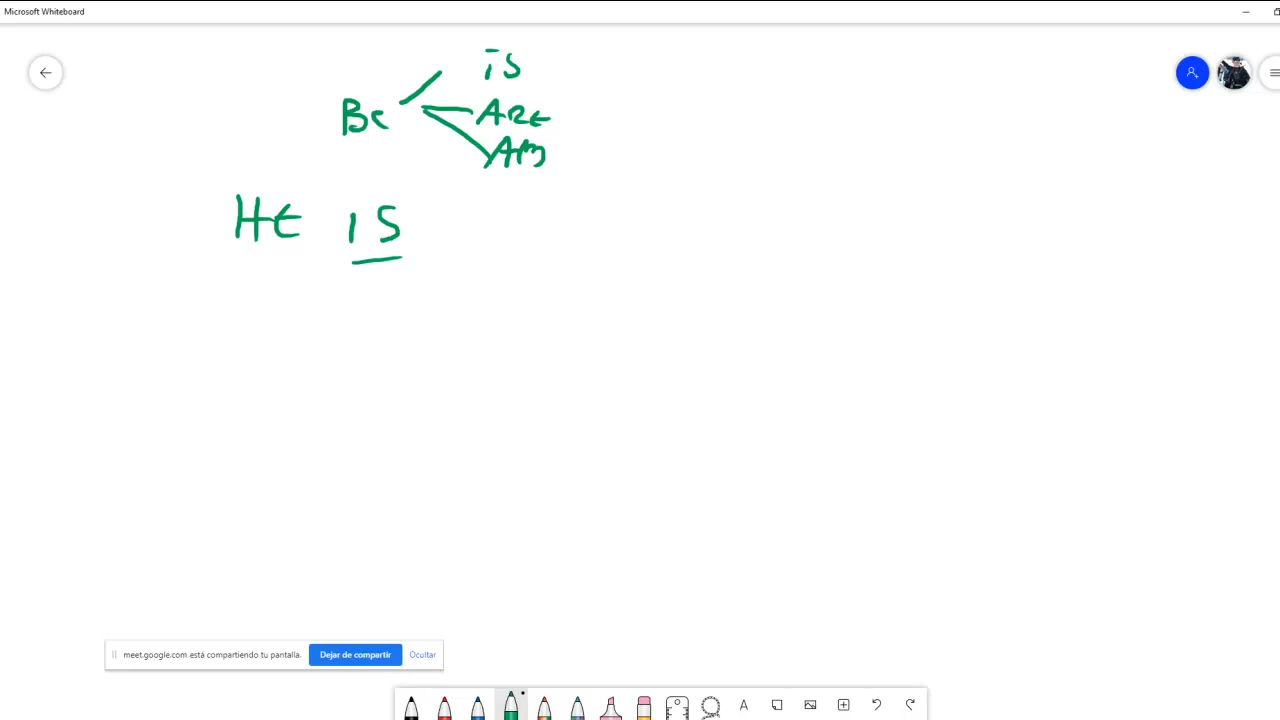 Microsoft Whiteboard
is
Be
ARE
AM
HE IS
meet.google.com está compartiendo tu pantalla.
Dejar de compartir
Ocultar
A